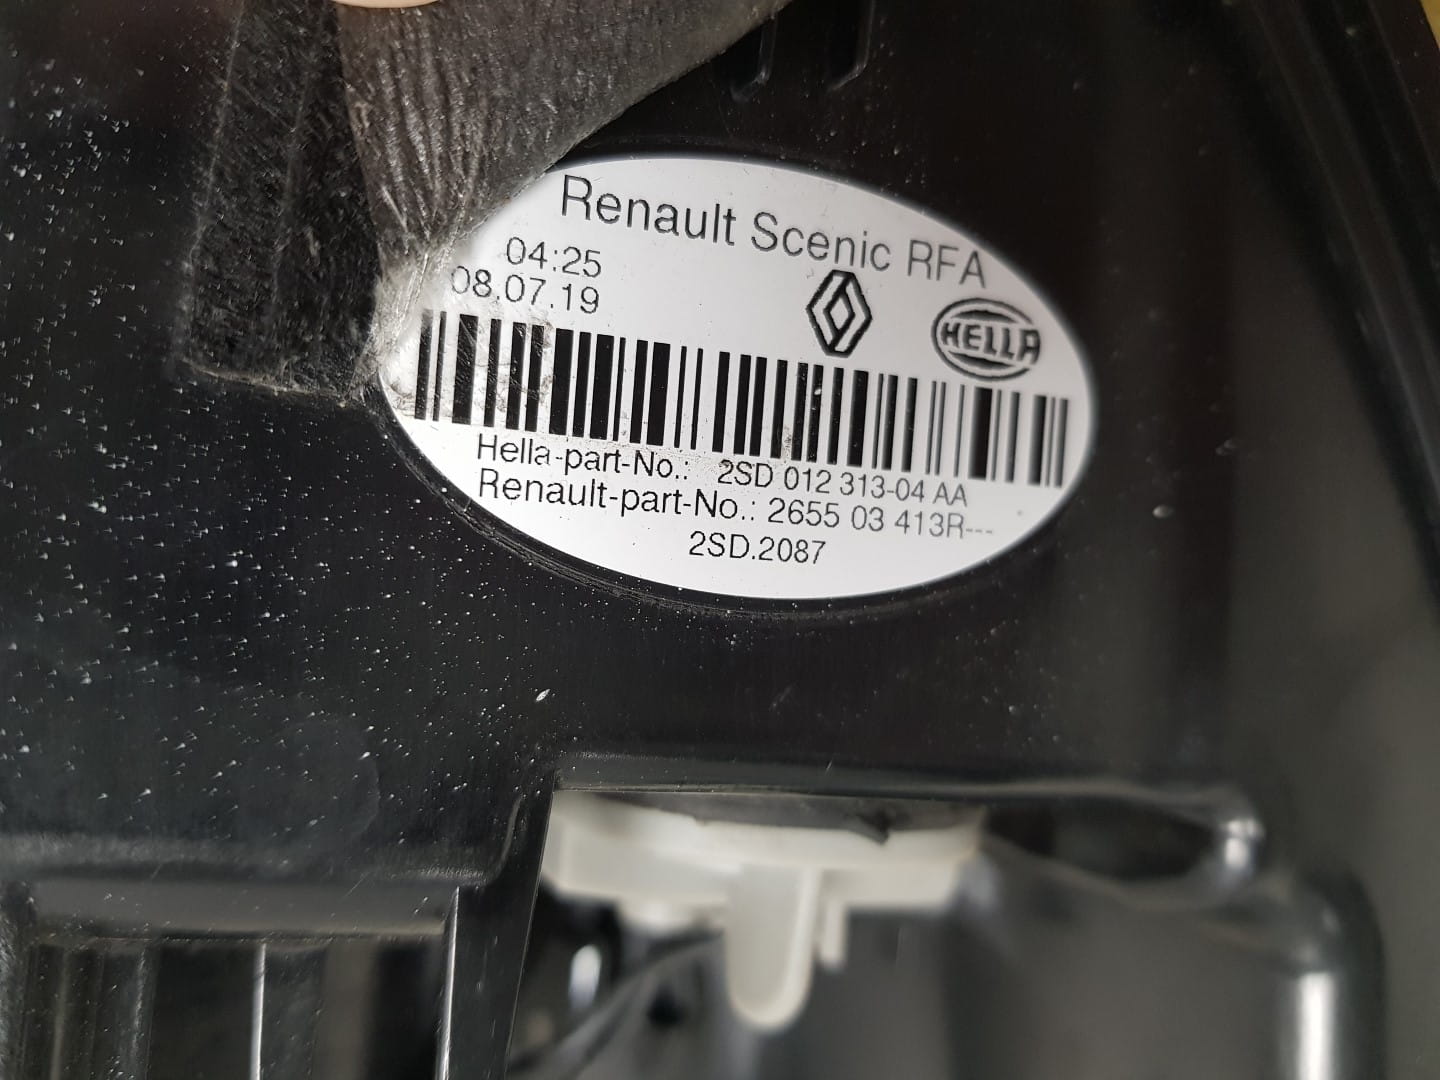 Renault Scenic RFA
04:25
08.07.19
HELLA
Hella-part-No.: 2SD 012 313-04 AA
Renault-part-No.: 2655 03 413R---
2SD.2087